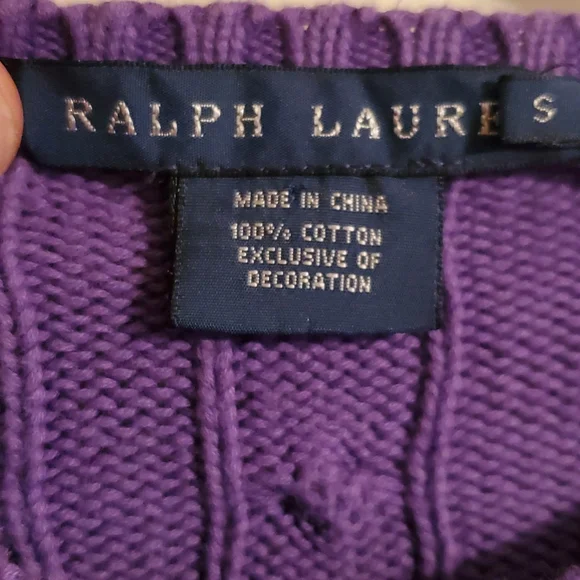 RALPH LAURE
S
MADE IN CHINA
100% COTTON
EXCLUSIVE OF
DECORATION